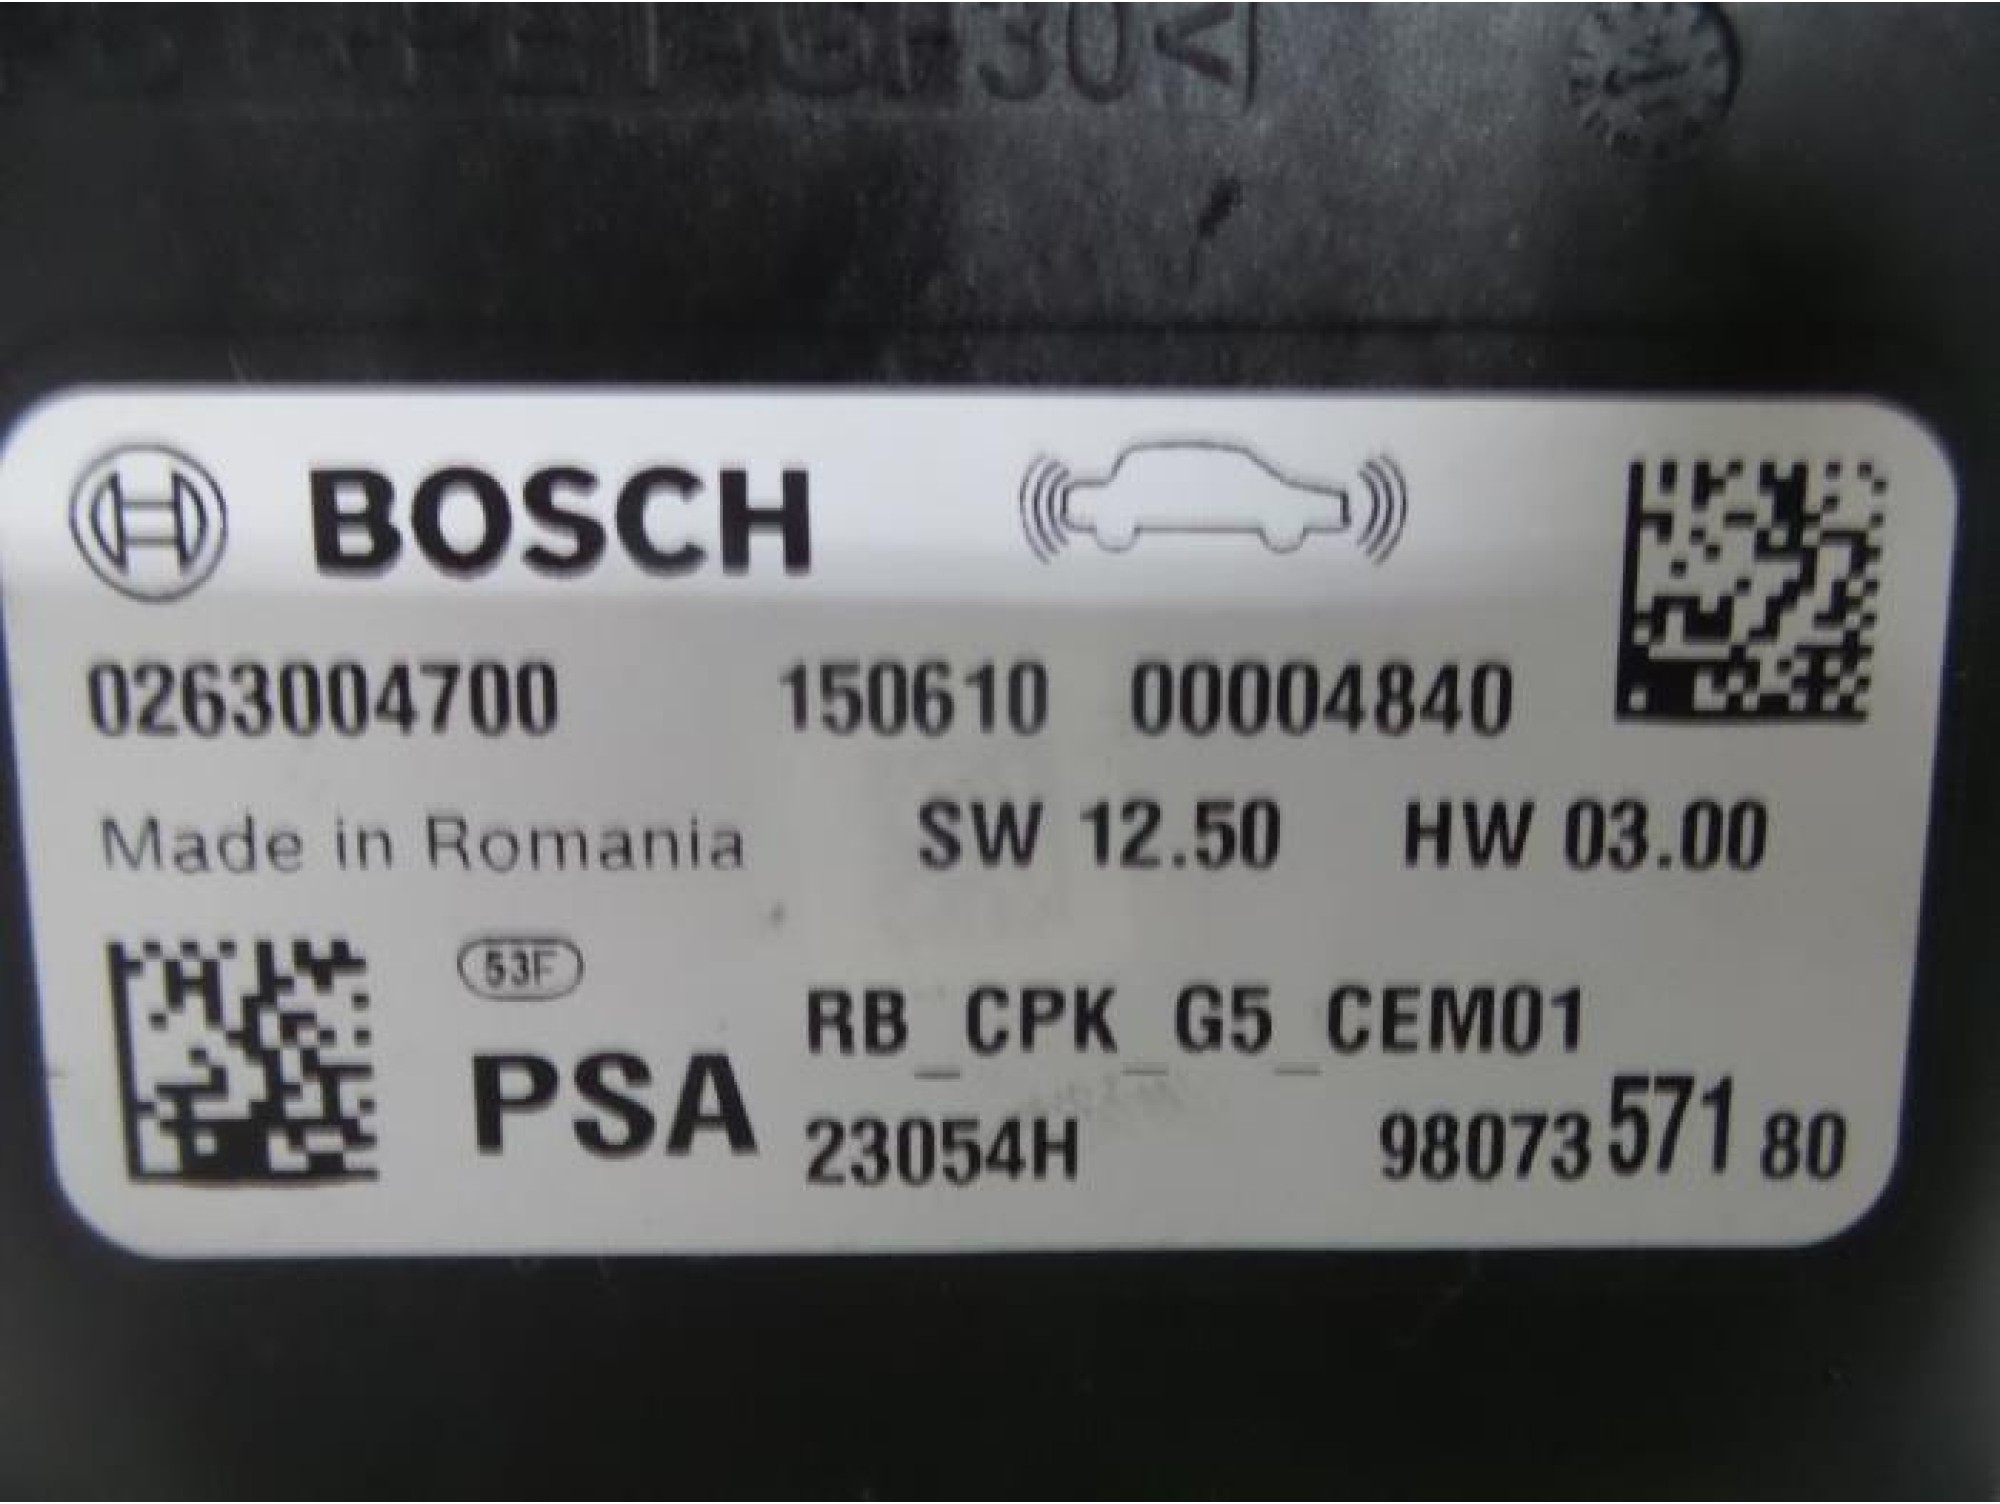 30<
BOSCH
0263004700 150610 00004840
Made in Romania SW 12.50 HW 03.00
53F
RB_CPK_G5_CEM01
PSA
23054H 98073 571 80